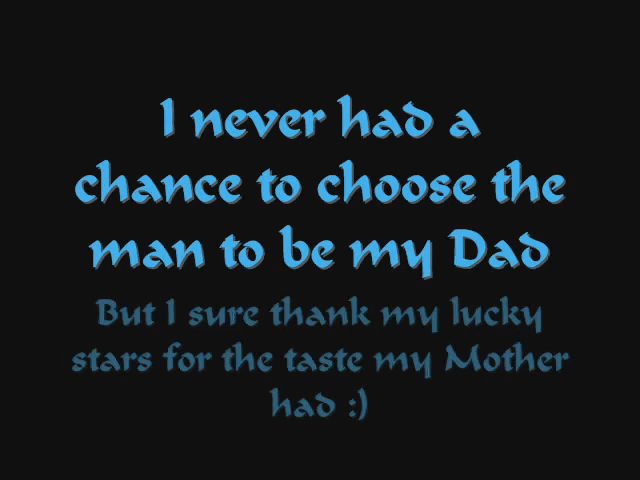 I never had a
chance to choose the
man to be my Dad
But I sure thank my lucky
stars for the taste my Mother
had :)